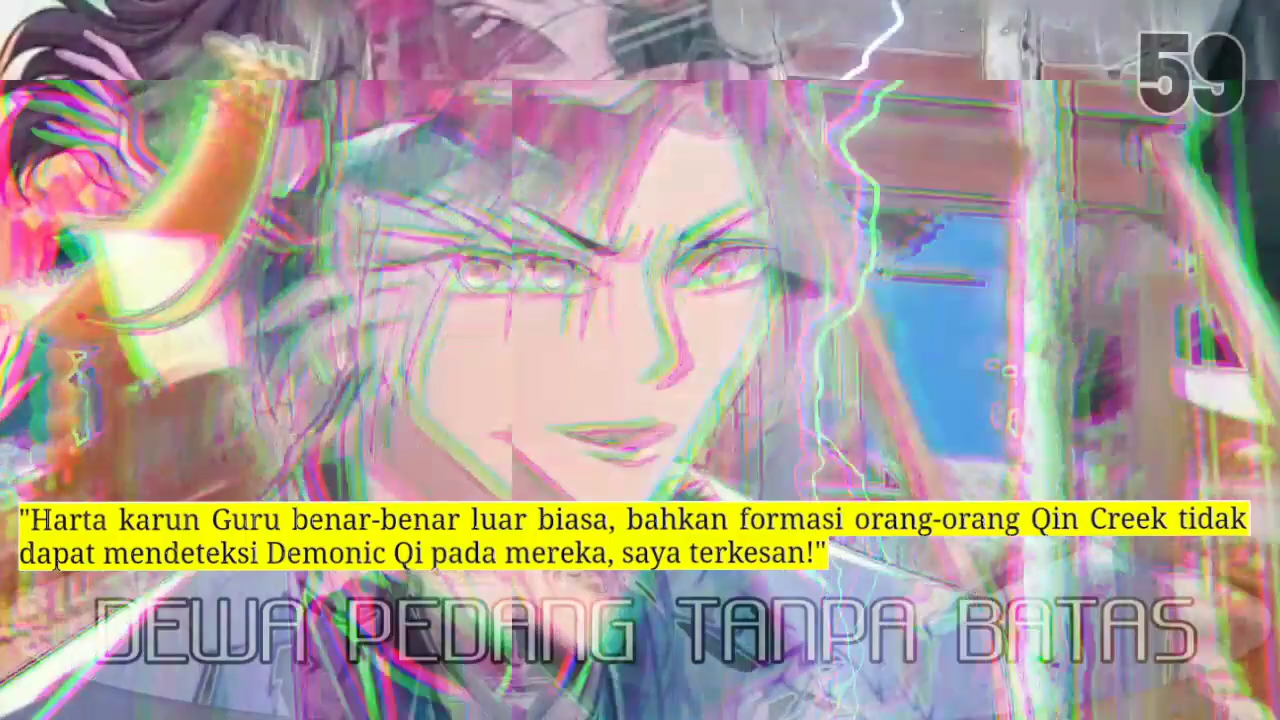 59
"Harta karun Guru benar-benar luar biasa, bahkan formasi orang-orang Qin Creek tidak
dapat mendeteksi Demonic Qi pada mereka, saya terkesan!"
DEWA PEDANG TANPA BATAS